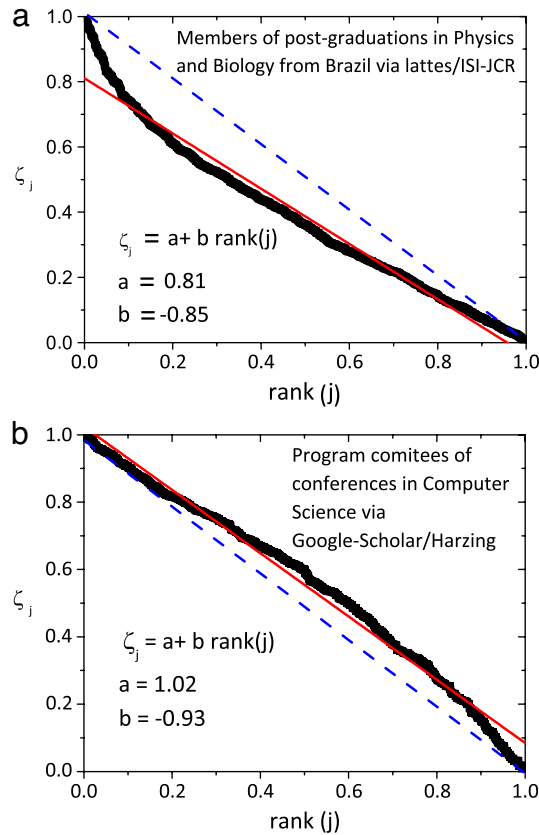 a
Members of post-graduations in Physics
and Biology from Brazil via lattes/ISI-JCR
1.0
0.8
0.6
0.4
0.2
0.0
ζj
ζj = a+ b rank(j)
a = 0.81
b = -0.85
0.0 0.2 0.4 0.6 0.8 1.0
rank (j)
b
Program comitees of
conferences in Computer
Science via
Google-Scholar/Harzing
1.0
0.8
0.6
0.4
0.2
0.0
ζj
ζj = a+ b rank(j)
a = 1.02
b = -0.93
0.0 0.2 0.4 0.6 0.8 1.0
rank (j)